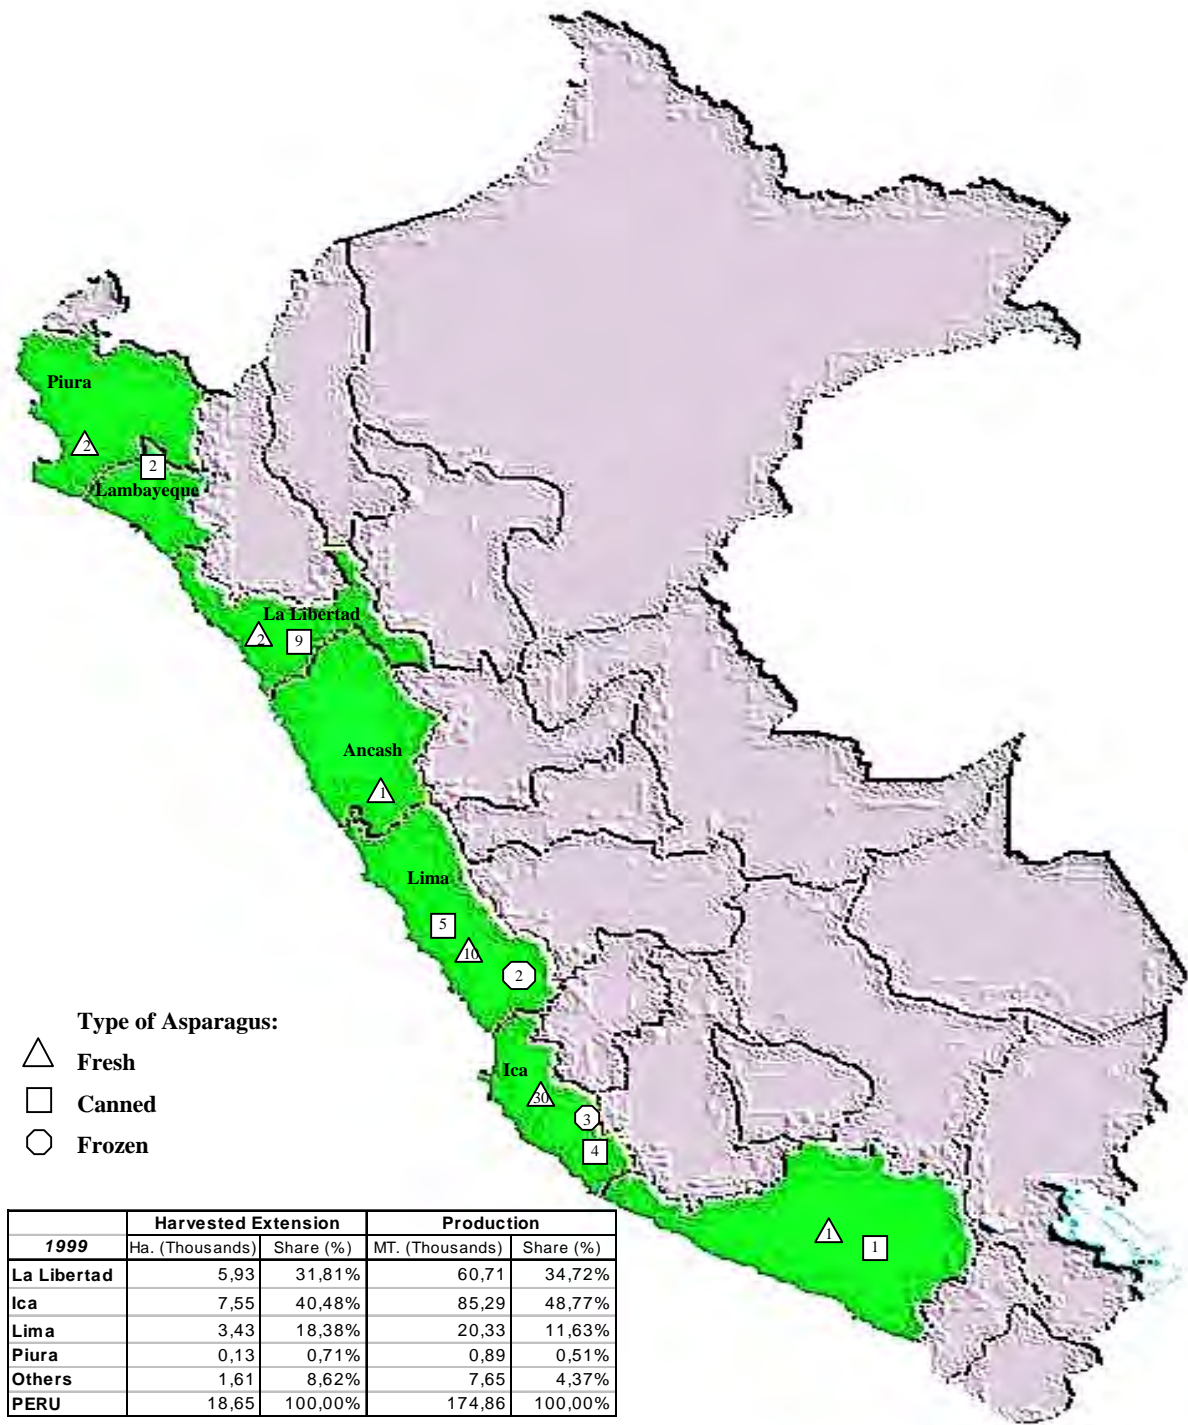 Piura
2
2
Lambayeque
La Libertad
2 9
Ancash
1
Lima
5
10
2
Type of Asparagus:
Fresh
Canned
Frozen
Ica
30
3
4
1
1
Harvested Extension Production
1999 Ha. (Thousands) Share (%) MT. (Thousands) Share (%)
La Libertad 5,93 31,81% 60,71 34,72%
Ica 7,55 40,48% 85,29 48,77%
Lima 3,43 18,38% 20,33 11,63%
Piura 0,13 0,71% 0,89 0,51%
Others 1,61 8,62% 7,65 4,37%
PERU 18,65 100,00% 174,86 100,00%